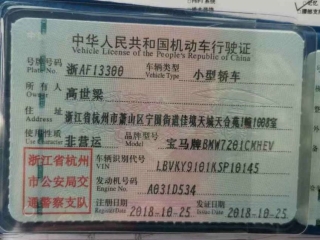 中华人民共和国机动车行驶证
Vehicle License of the People's Republic of China
号牌号码 浙AF13300 车辆类型 小型轿车
Plate No. Vehicle Type
所有人 高世梁
Owner
住址 浙江省杭州市萧山区宁围街道佳境天城天合苑1幢1008室
Address
使用性质 非营运 品牌型号 宝马牌BMW7201CMHEV
Use Character Model
浙江省杭州 车辆识别代号 LBVKY9101KSP10145
VIN
市公安局交 发动机号码 A031D534
Engine No.
通警察支队 注册日期 2018-10-25 发证日期 2018-10-25
Register Date Issue Date